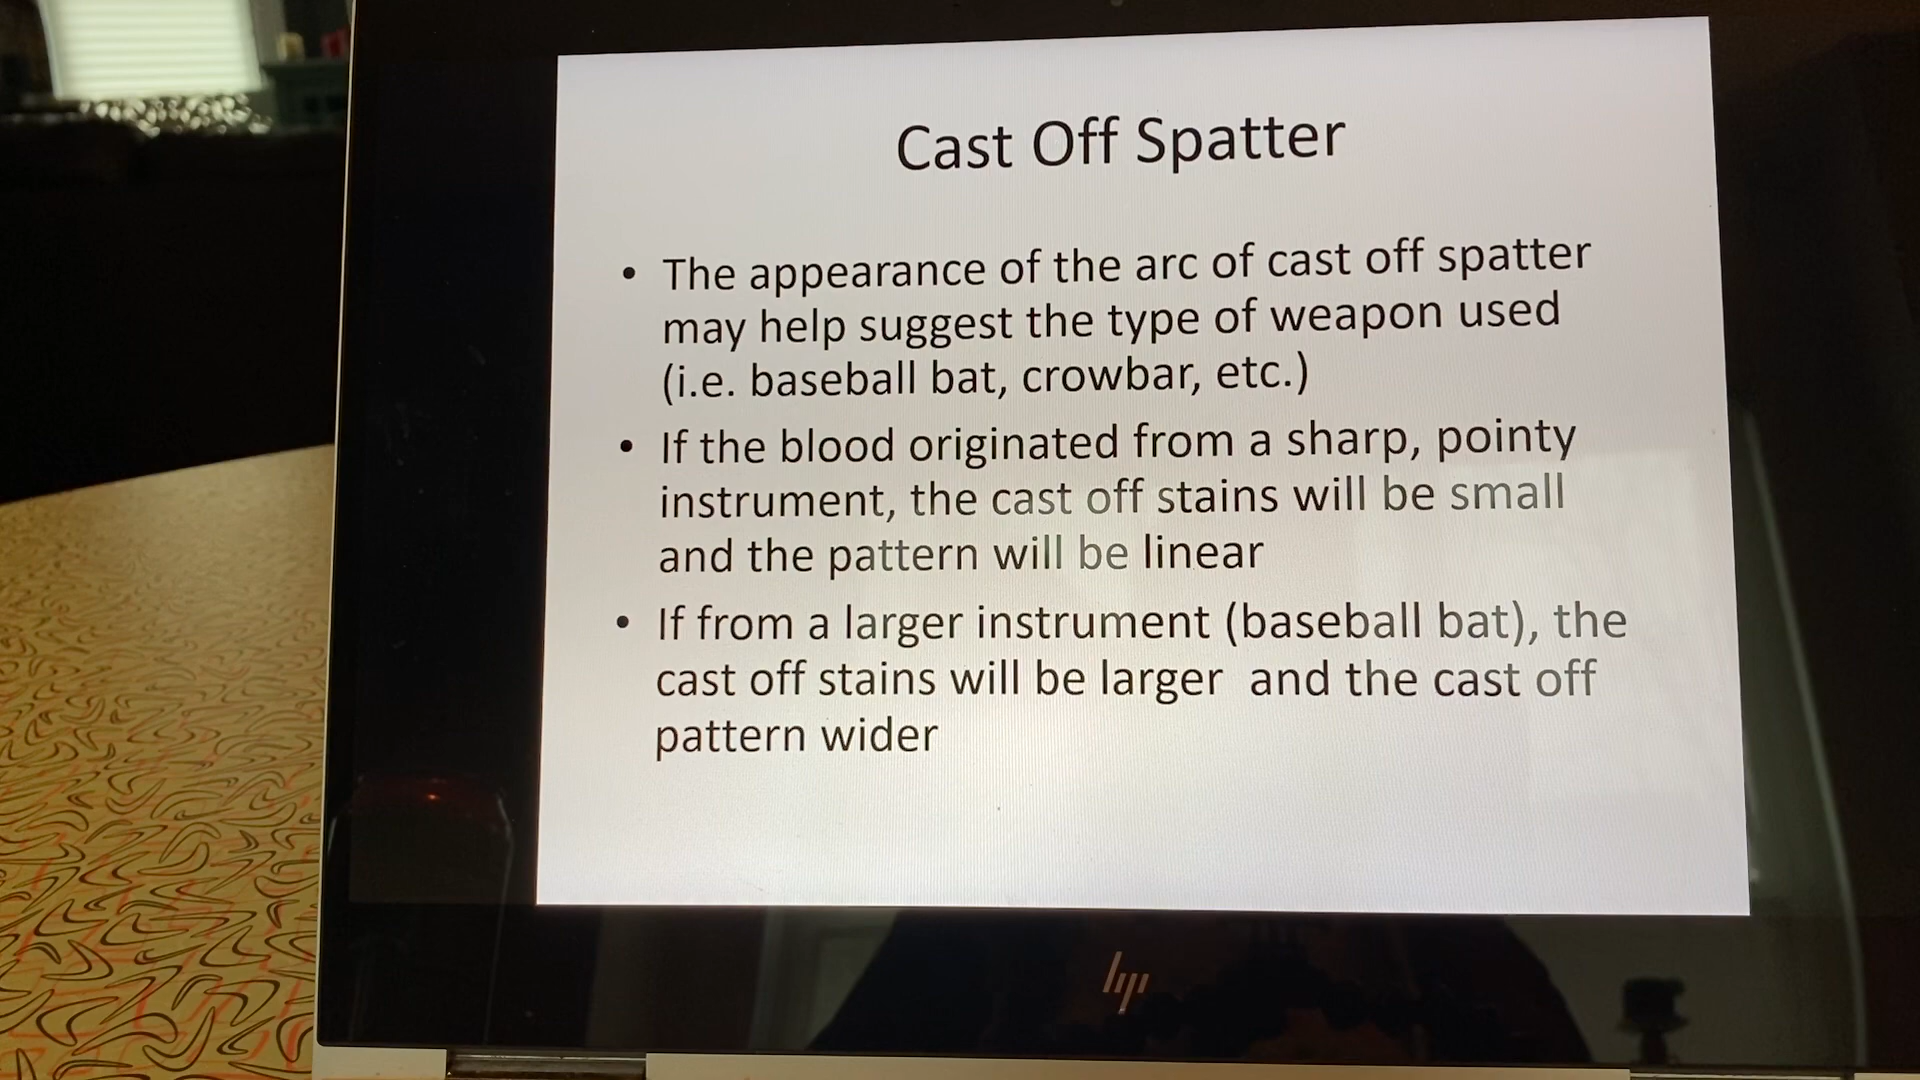 Cast Off Spatter
• The appearance of the arc of cast off spatter
may help suggest the type of weapon used
(i.e. baseball bat, crowbar, etc.)
• If the blood originated from a sharp, pointy
instrument, the cast off stains will be small
and the pattern will be linear
• If from a larger instrument (baseball bat), the
cast off stains will be larger  and the cast off
pattern wider
hp